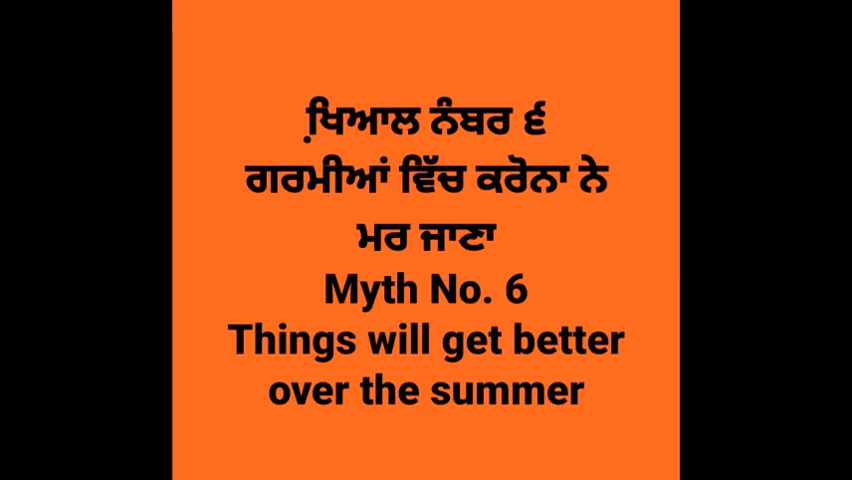 ਖ਼ਿਆਲ ਨੰਬਰ ੬
ਗਰਮੀਆਂ ਵਿੱਚ ਕਰੋਨਾ ਨੇ
ਮਰ ਜਾਣਾ
Myth No. 6
Things will get better
over the summer